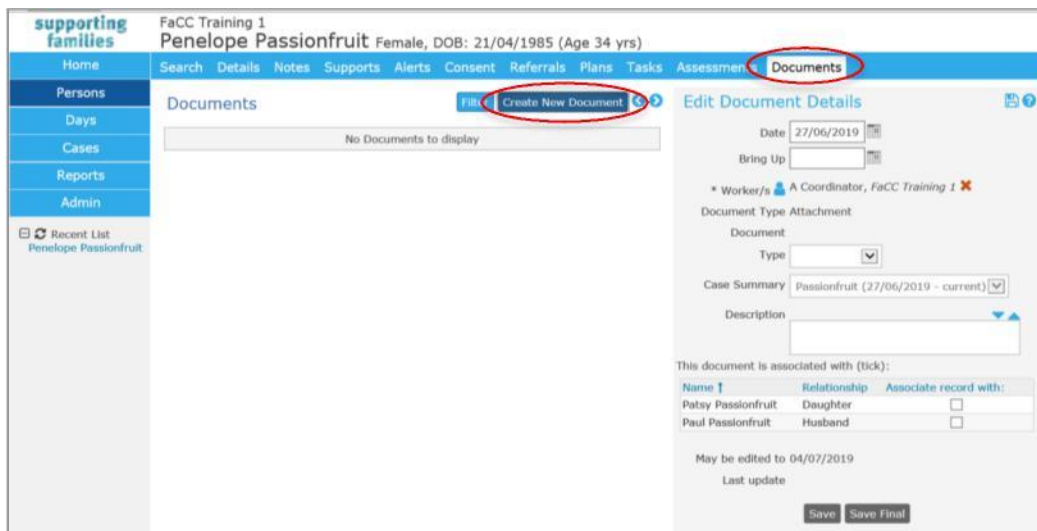 supporting
families
FaCC Training 1
Penelope Passionfruit Female, DOB: 21/04/1985 (Age 34 yrs)
Home
Persons
Days
Cases
Reports
Admin
Recent List
Penelope Passionfruit
Search Details Notes Supports Alerts Consent Referrals Plans Tasks Assessments Documents
Documents
Filter Create New Document
No Documents to display
Edit Document Details
Date 27/06/2019
Bring Up
* Worker/s A Coordinator, FaCC Training 1
Document Type Attachment
Document
Type
Case Summary Passionfruit (27/06/2019 - current)
Description
This document is associated with (tick):
Name Relationship Associate record with:
Patsy Passionfruit Daughter
Paul Passionfruit Husband
May be edited to 04/07/2019
Last update
Save Save Final